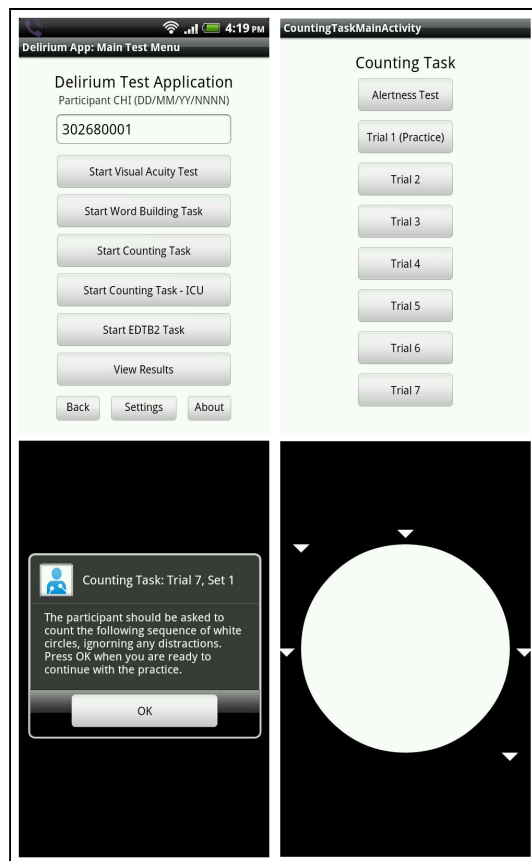 4:19 PM
Delirium App: Main Test Menu
Delirium Test Application
Participant CHI (DD/MM/YY/NNNN)
302680001
Start Visual Acuity Test
Start Word Building Task
Start Counting Task
Start Counting Task - ICU
Start EDTB2 Task
View Results
Back Settings About
CountingTaskMainActivity
Counting Task
Alertness Test
Trial 1 (Practice)
Trial 2
Trial 3
Trial 4
Trial 5
Trial 6
Trial 7
Counting Task: Trial 7, Set 1
The participant should be asked to
count the following sequence of white
circles, ignorning any distractions.
Press OK when you are ready to
continue with the practice.
OK